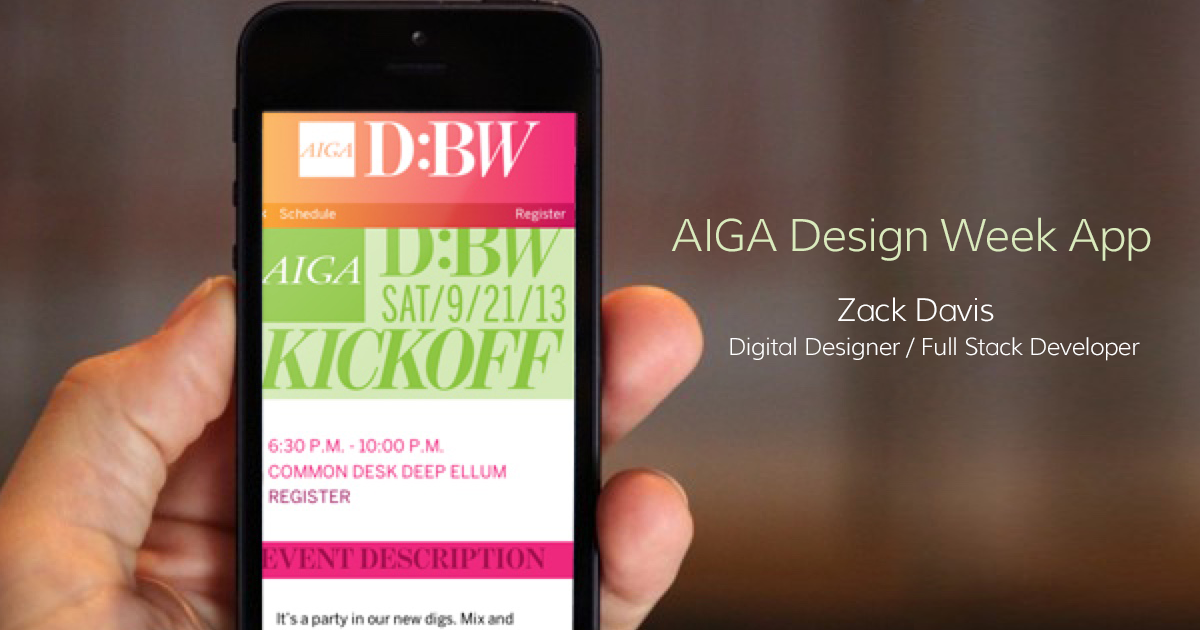 AIGA D:BW
‹ Schedule Register
AIGA
D:BW
SAT/9/21/13
KICKOFF
6:30 P.M. - 10:00 P.M.
COMMON DESK DEEP ELLUM
REGISTER
EVENT DESCRIPTION
It's a party in our new digs. Mix and
AIGA Design Week App
Zack Davis
Digital Designer / Full Stack Developer